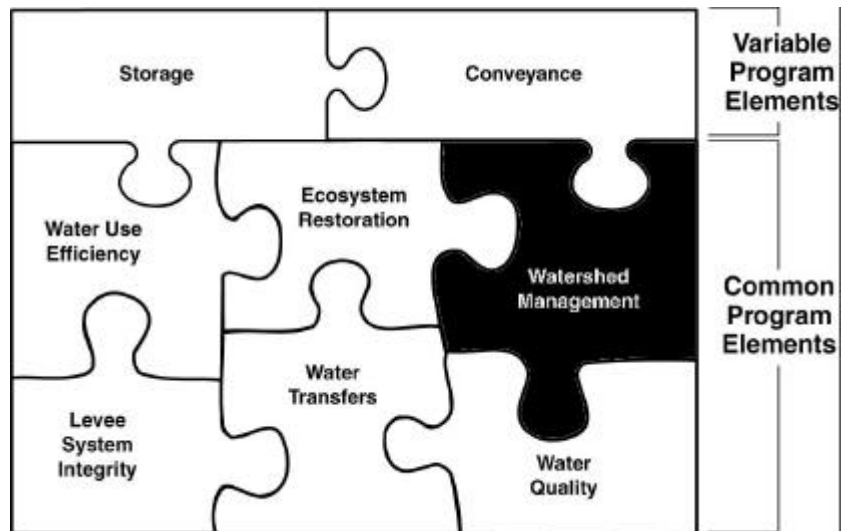 Storage
Conveyance
Variable
Program
Elements
Water Use
Efficiency
Ecosystem
Restoration
Watershed
Management
Common
Program
Elements
Levee
System
Integrity
Water
Transfers
Water
Quality